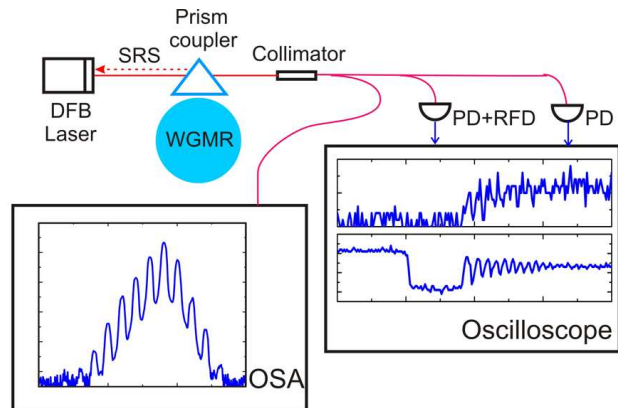 Prism
coupler
SRS
Collimator
DFB
Laser
WGMR
PD+RFD
PD
OSA
Oscilloscope